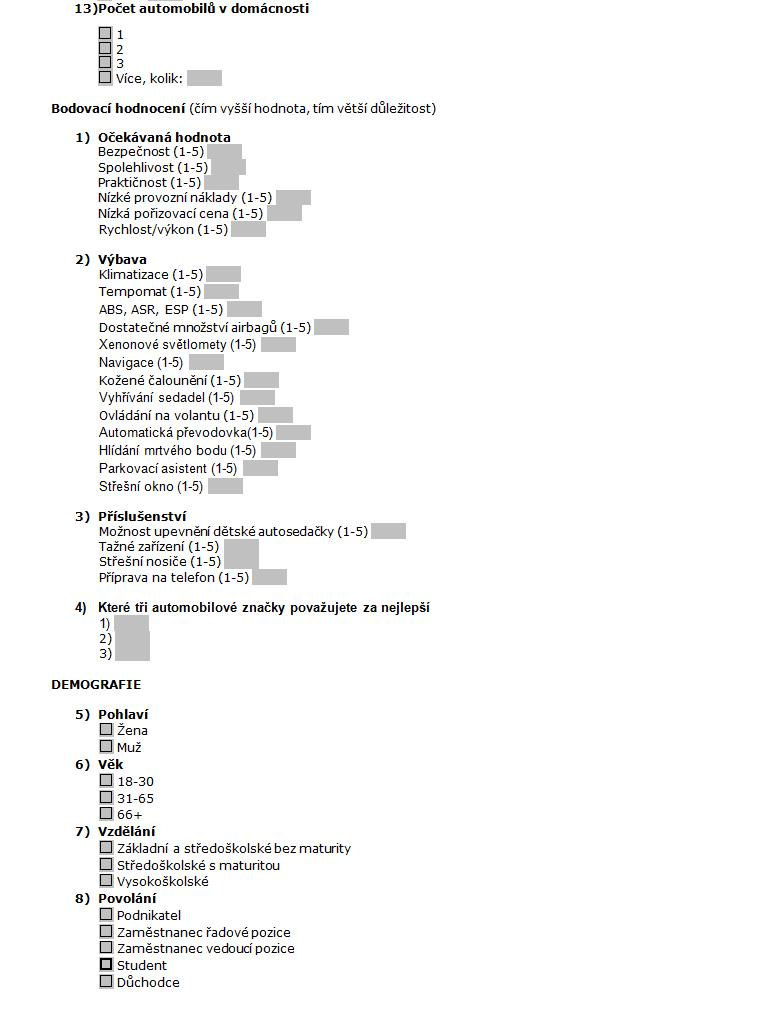 13)Počet automobilů v domácnosti
1
2
3
Více, kolik:
Bodovací hodnocení (čím vyšší hodnota, tím větší důležitost)
1) Očekávaná hodnota
Bezpečnost (1-5)
Spolehlivost (1-5)
Praktičnost (1-5)
Nízké provozní náklady (1-5)
Nízká pořizovací cena (1-5)
Rychlost/výkon (1-5)
2) Výbava
Klimatizace (1-5)
Tempomat (1-5)
ABS, ASR, ESP (1-5)
Dostatečné množství airbagů (1-5)
Xenonové světlomety (1-5)
Navigace (1-5)
Kožené čalounění (1-5)
Vyhřívání sedadel (1-5)
Ovládání na volantu (1-5)
Automatická převodovka(1-5)
Hlídání mrtvého bodu (1-5)
Parkovací asistent (1-5)
Střešní okno (1-5)
3) Příslušenství
Možnost upevnění dětské autosedačky (1-5)
Tažné zařízení (1-5)
Střešní nosiče (1-5)
Příprava na telefon (1-5)
4) Které tři automobilové značky považujete za nejlepší
1)
2)
3)
DEMOGRAFIE
5) Pohlaví
Žena
Muž
6) Věk
18-30
31-65
66+
7) Vzdělání
Základní a středoškolské bez maturity
Středoškolské s maturitou
Vysokoškolské
8) Povolání
Podnikatel
Zaměstnanec řadové pozice
Zaměstnanec vedoucí pozice
Student
Důchodce